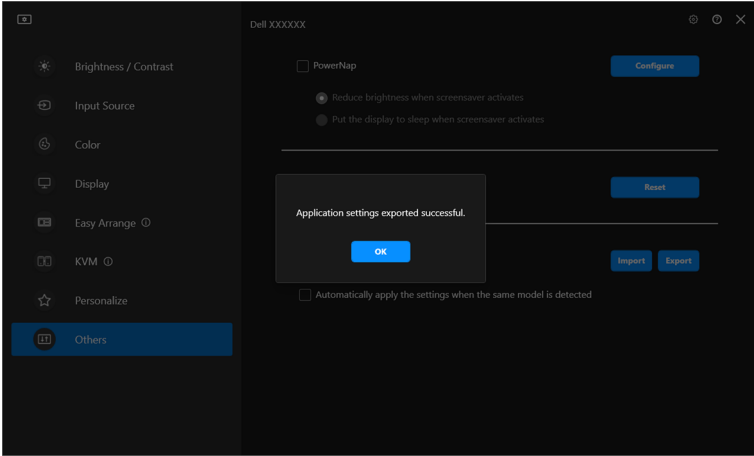 Dell XXXXXX
Brightness / Contrast
Input Source
Color
Display
Easy Arrange
KVM
Personalize
Others
PowerNap
Configure
Reduce brightness when screensaver activates
Put the display to sleep when screensaver activates
Reset
Application settings exported successful.
OK
Import Export
Automatically apply the settings when the same model is detected